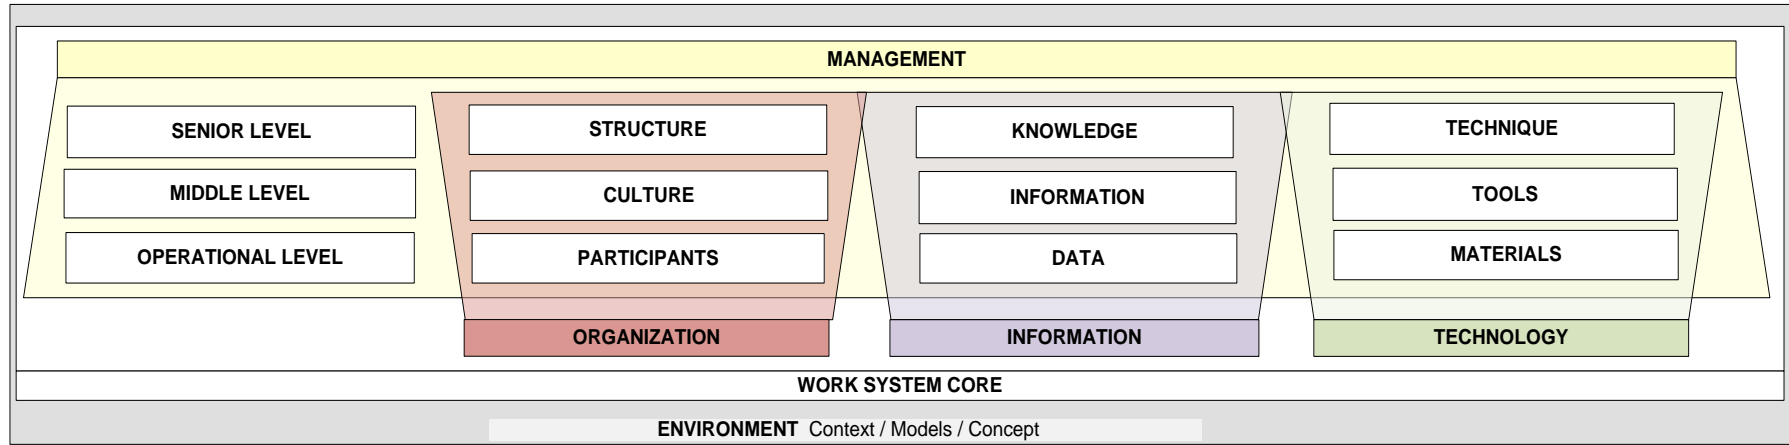 MANAGEMENT
SENIOR LEVEL
MIDDLE LEVEL
OPERATIONAL LEVEL
STRUCTURE
CULTURE
PARTICIPANTS
ORGANIZATION
KNOWLEDGE
INFORMATION
DATA
INFORMATION
TECHNIQUE
TOOLS
MATERIALS
TECHNOLOGY
WORK SYSTEM CORE
ENVIRONMENT Context / Models / Concept